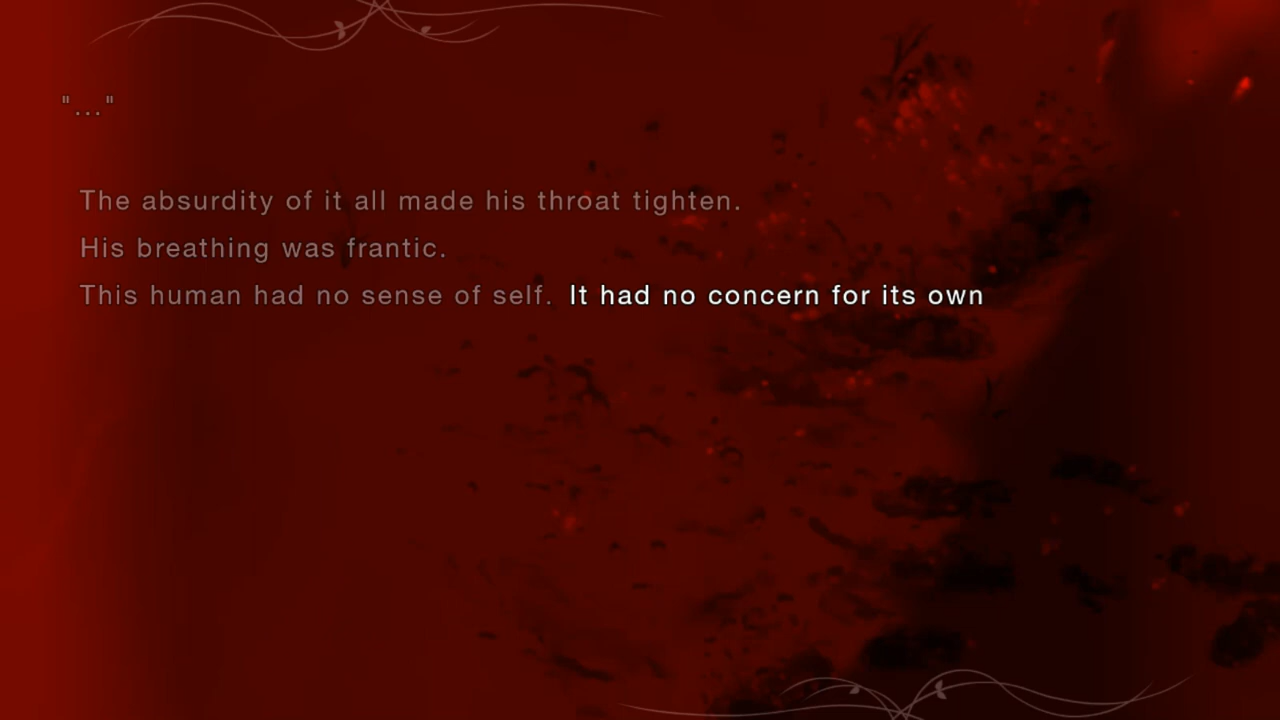 "..."
The absurdity of it all made his throat tighten.
His breathing was frantic.
This human had no sense of self. It had no concern for its own